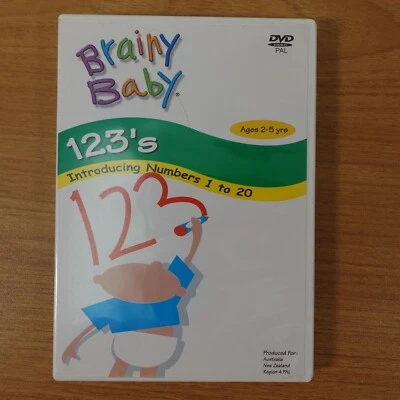 Brainy
Baby
DVD
PAL
Ages 2-5 yrs
123's
Introducing Numbers 1 to 20
123
Produced For:
Australia
New Zealand
Region 4 PAL